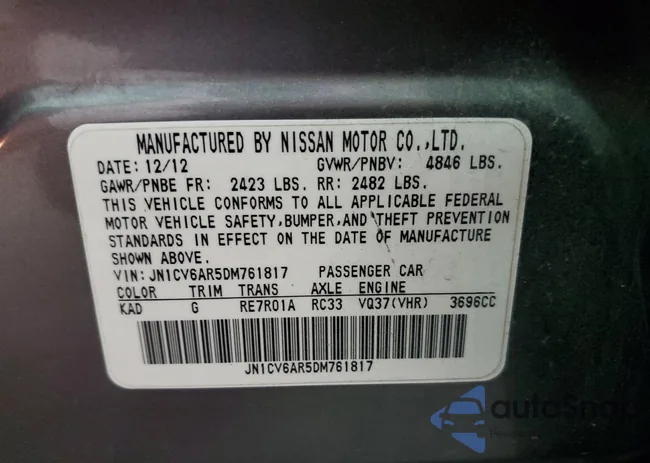 MANUFACTURED BY NISSAN MOTOR CO.,LTD.
DATE: 12/12 GVWR/PNBV: 4846 LBS.
GAWR/PNBE FR: 2423 LBS. RR: 2482 LBS.
THIS VEHICLE CONFORMS TO ALL APPLICABLE FEDERAL
MOTOR VEHICLE SAFETY,BUMPER,AND THEFT PREVENTION
STANDARDS IN EFFECT ON THE DATE OF MANUFACTURE
SHOWN ABOVE.
VIN: JN1CV6AR5DM761817 PASSENGER CAR
COLOR TRIM TRANS AXLE ENGINE
KAD G RE7R01A RC33 VQ37(VHR) 3696CC
JN1CV6AR5DM761817
autoSnap